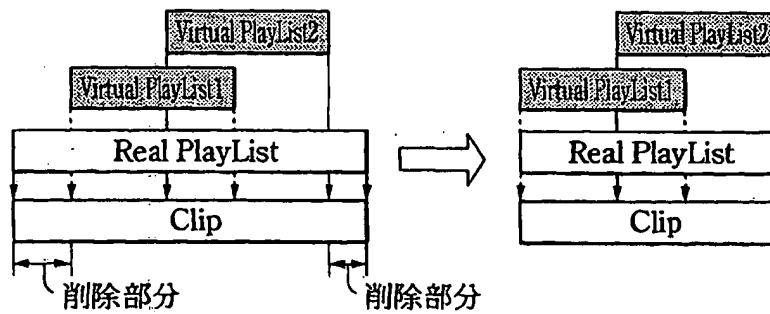 Virtual PlayList2
Virtual PlayList1
Real PlayList
Clip
削除部分
削除部分
Virtual PlayList2
Virtual PlayList1
Real PlayList
Clip